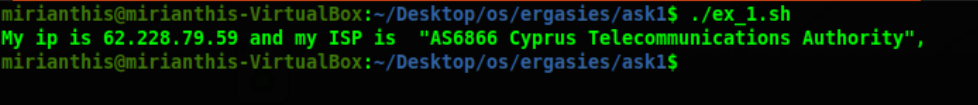 mirianthis@mirianthis-VirtualBox:~/Desktop/os/ergasies/ask1$ ./ex_1.sh
My ip is 62.228.79.59 and my ISP is  "AS6866 Cyprus Telecommunications Authority",
mirianthis@mirianthis-VirtualBox:~/Desktop/os/ergasies/ask1$